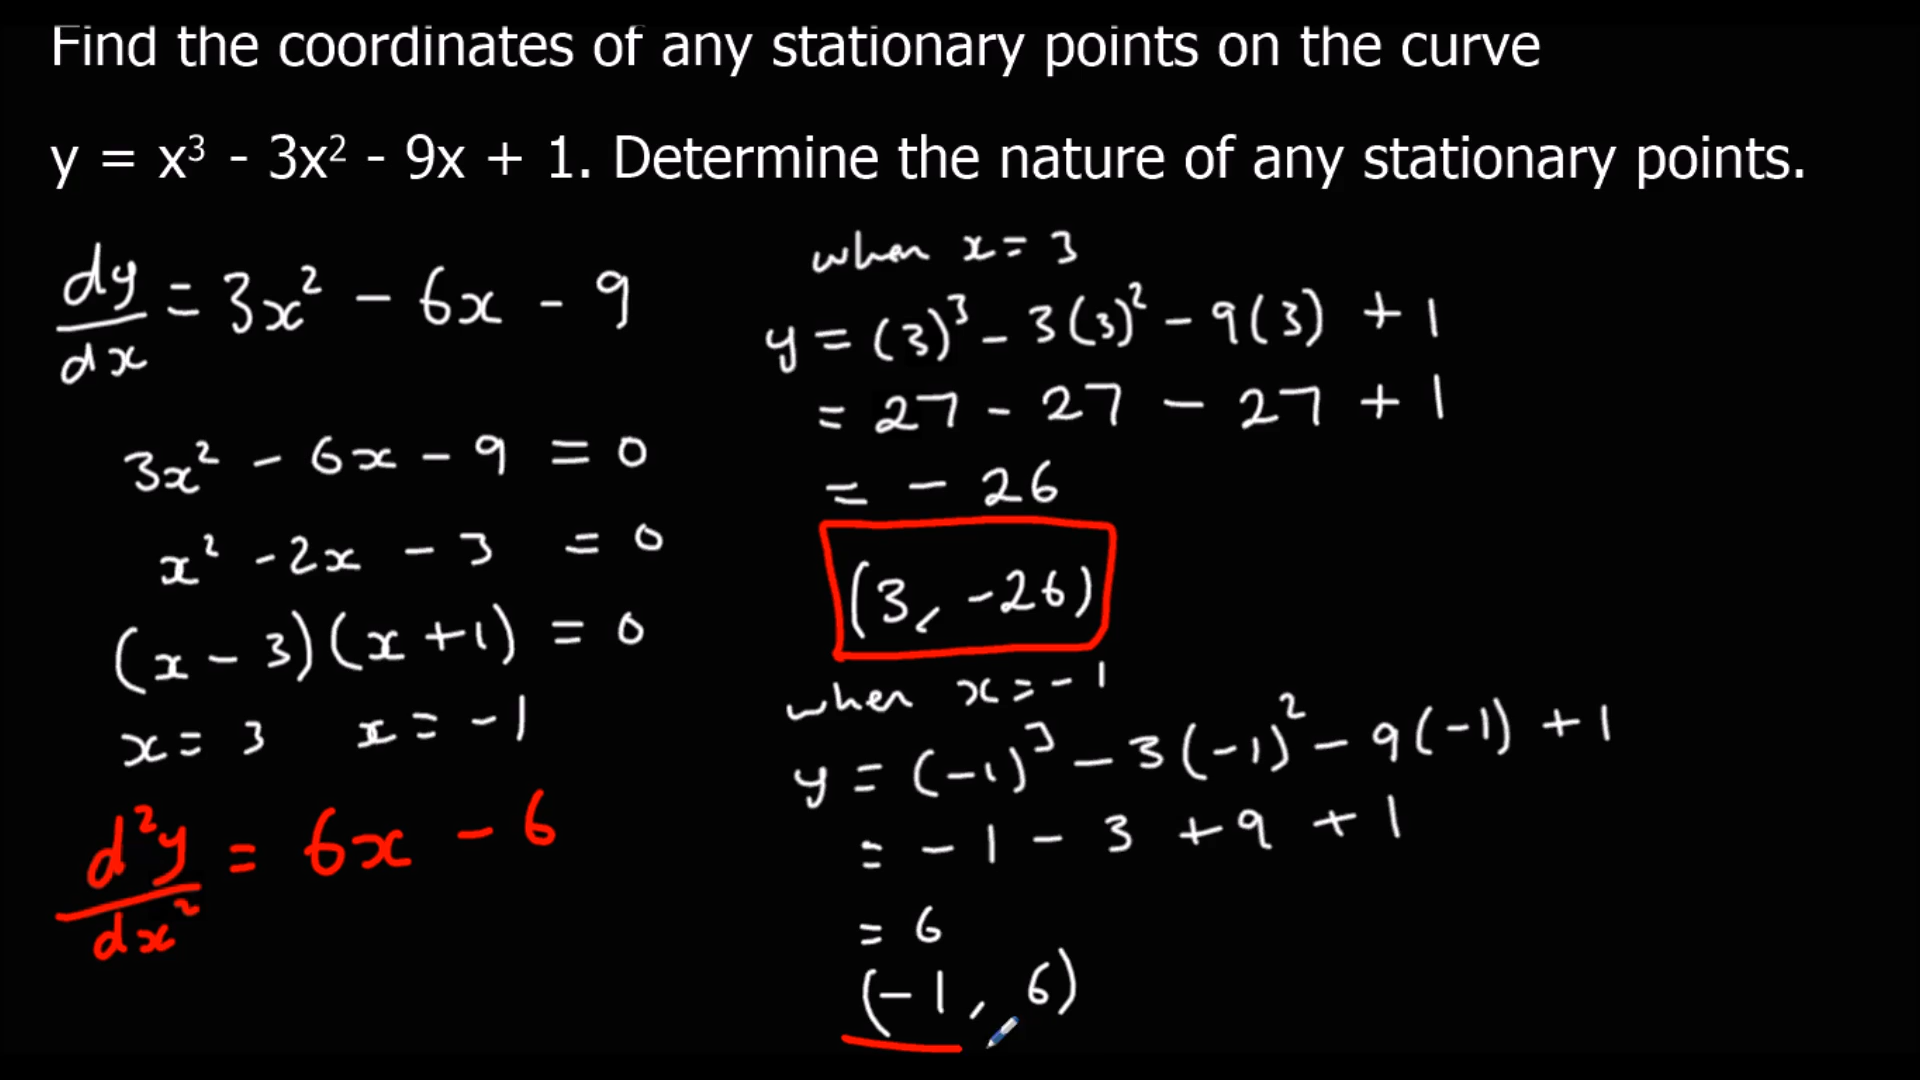 Find the coordinates of any stationary points on the curve
y = x³ - 3x² - 9x + 1. Determine the nature of any stationary points.
dy/dx = 3x² - 6x - 9
3x² - 6x - 9 = 0
x² - 2x - 3 = 0
(x - 3)(x + 1) = 0
x = 3 x = -1
d²y/dx² = 6x - 6
when x = 3
y = (3)³ - 3(3)² - 9(3) + 1
= 27 - 27 - 27 + 1
= - 26
(3, -26)
when x = -1
y = (-1)³ - 3(-1)² - 9(-1) + 1
= -1 - 3 + 9 + 1
= 6
(-1, 6)